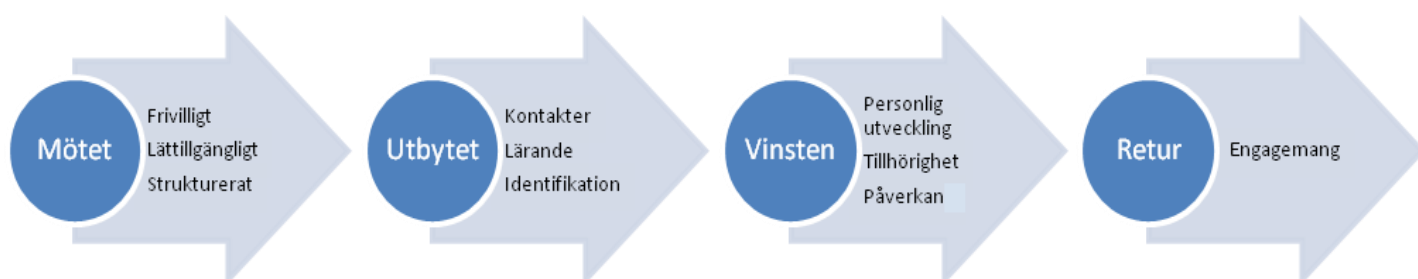 Mötet
Frivilligt
Lättillgängligt
Strukturerat
Utbytet
Kontakter
Lärande
Identifikation
Vinsten
Personlig
utveckling
Tillhörighet
Påverkan
Retur
Engagemang